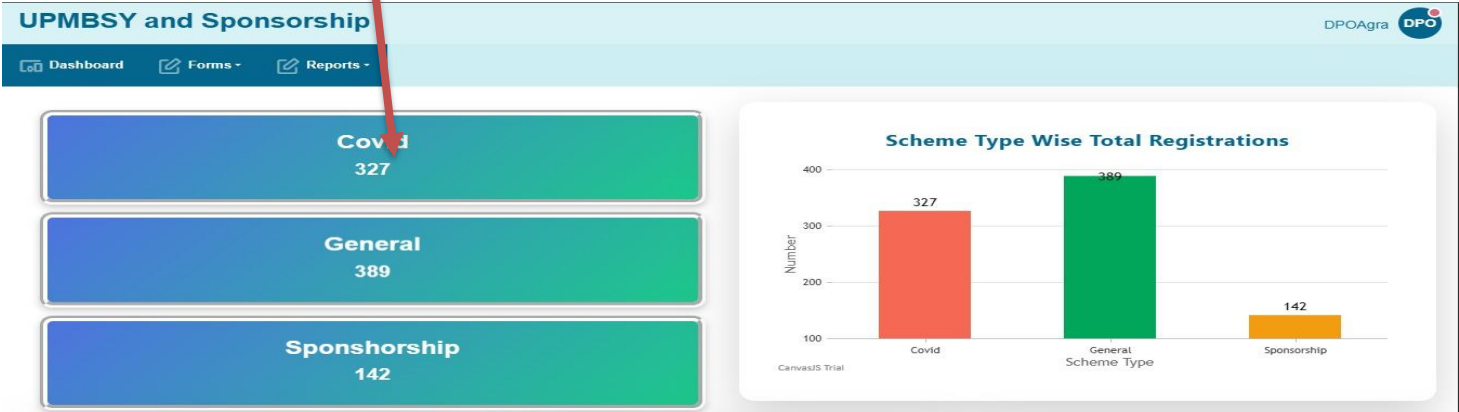 UPMBSY and Sponsorship
DPOAgra DPO
Dashboard Forms Reports
Covid
327
General
389
Sponshorship
142
Scheme Type Wise Total Registrations
400
300
200
100
Number
327
389
142
Covid General Sponsorship
Scheme Type
CanvasJS Trial